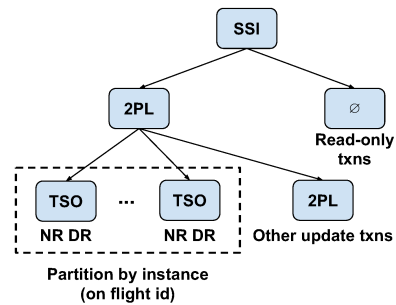 SSI
2PL
∅
Read-only
txns
TSO
...
TSO
2PL
NR DR
NR DR
Other update txns
Partition by instance
(on flight id)